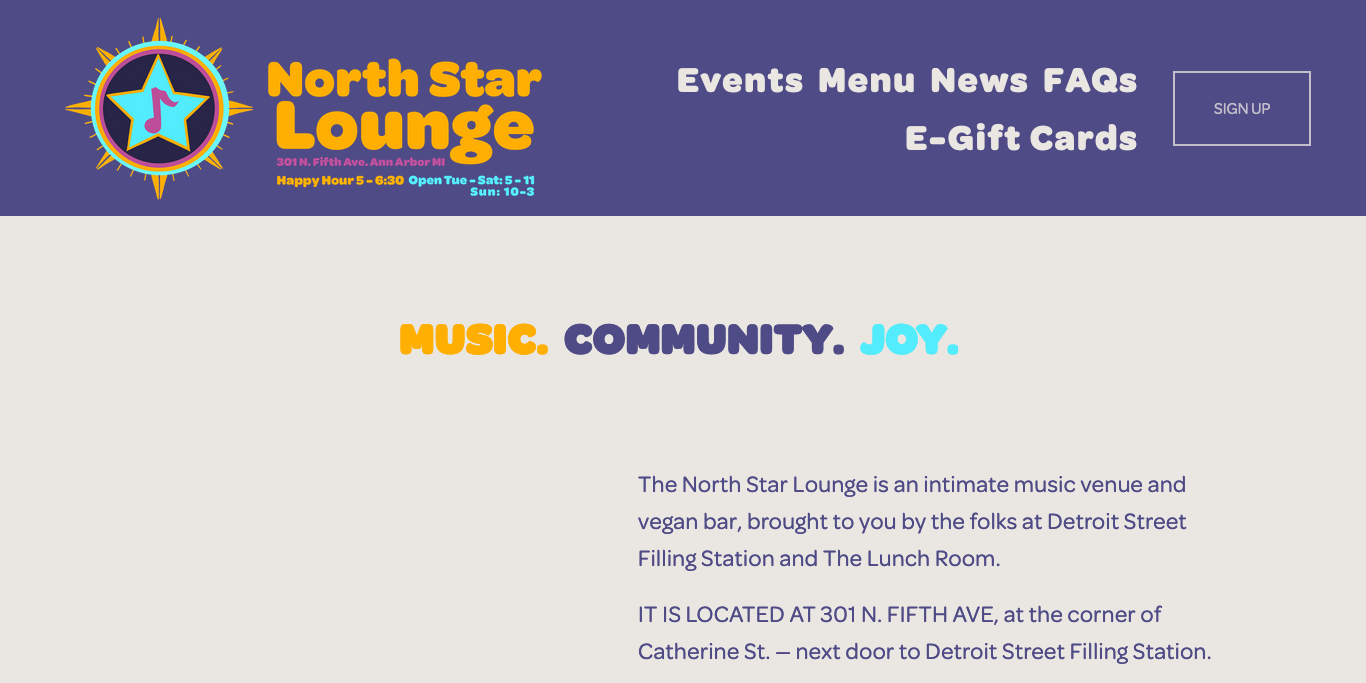 North Star
Lounge
301 N. Fifth Ave. Ann Arbor MI
Happy Hour 5 - 6:30 Open Tue - Sat: 5 - 11
Sun: 10-3
Events Menu News FAQs
E-Gift Cards
SIGN UP
MUSIC. COMMUNITY. JOY.
The North Star Lounge is an intimate music venue and
vegan bar, brought to you by the folks at Detroit Street
Filling Station and The Lunch Room.
IT IS LOCATED AT 301 N. FIFTH AVE, at the corner of
Catherine St. — next door to Detroit Street Filling Station.